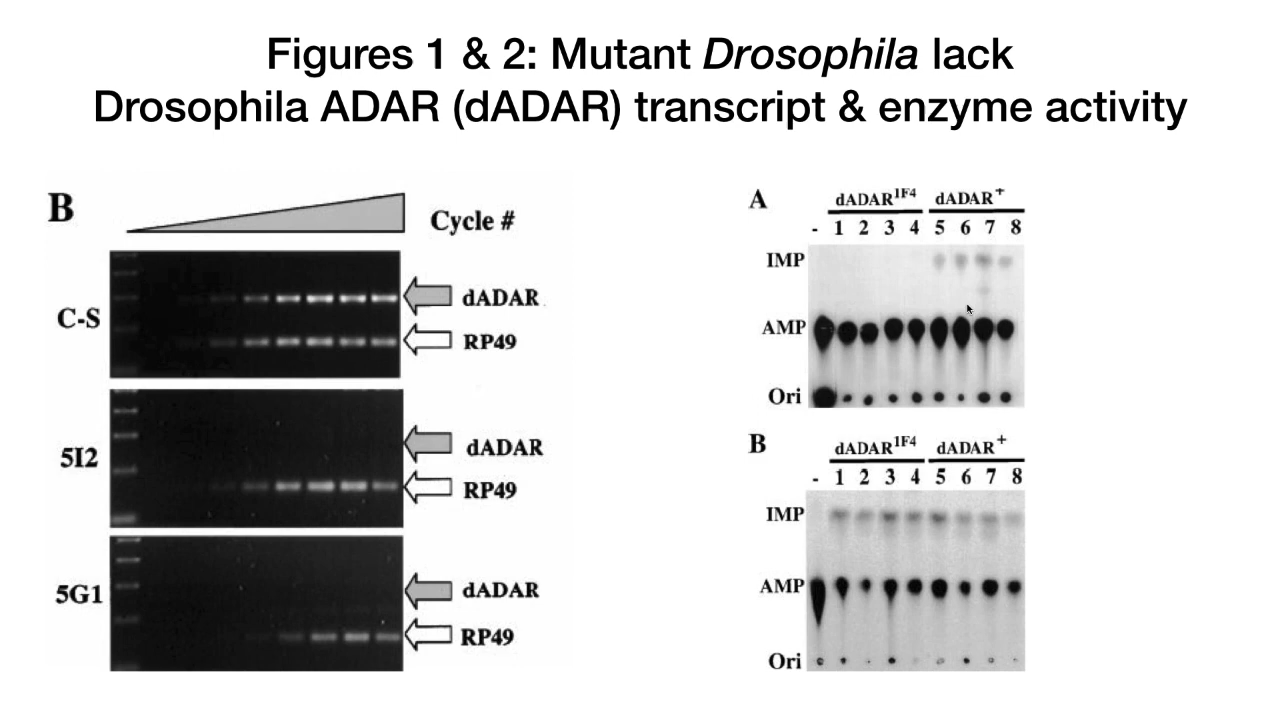 Figures 1 & 2: Mutant Drosophila lack
Drosophila ADAR (dADAR) transcript & enzyme activity
B
Cycle #
C-S
dADAR
RP49
5I2
dADAR
RP49
5G1
dADAR
RP49
A
dADAR1F4 dADAR+
- 1 2 3 4 5 6 7 8
IMP
AMP
Ori
B
dADAR1F4 dADAR+
- 1 2 3 4 5 6 7 8
IMP
AMP
Ori